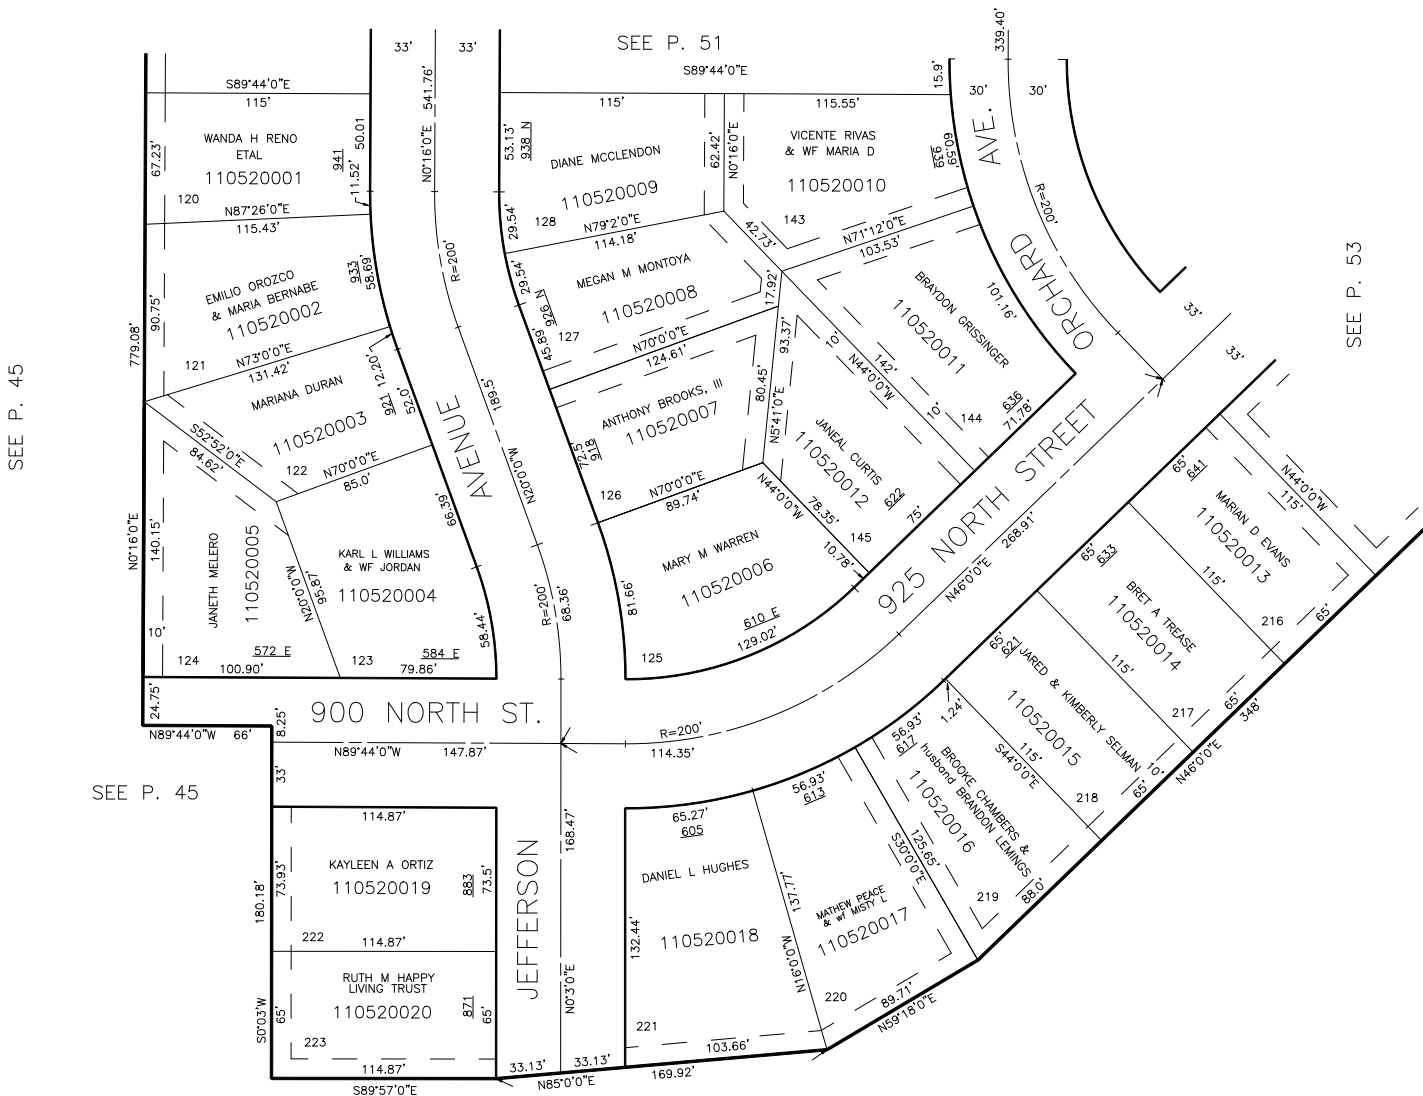 SEE P. 51
S89°44'0"E
115'
33'
33'
541.76'
N0°16'0"E
S89°44'0"E
115'
115.55'
15.9'
30'
30'
339.40'
WANDA H RENO
ETAL
110520001
120
67.23'
941
50.01
11.52'
N87°26'0"E
115.43'
EMILIO OROZCO
& MARIA BERNABE
110520002
121
90.75'
933
58.69'
N73°0'0"E
131.42'
MARIANA DURAN
110520003
122
921
12.20'
52.0'
S52°52'0"E
84.62'
N70°0'0"E
85.0'
779.08'
N0°16'0"E
140.15'
JANETH MELERO
110520005
10'
124
572 E
100.90'
N20°0'0"W
95.87'
KARL L WILLIAMS
& WF JORDAN
110520004
123
584 E
79.86'
66.39'
58.44'
R=200'
189.5'
AVENUE
N20°0'0"W
R=200'
68.36'
53.13'
938 N
DIANE MCCLENDON
110520009
128
62.42'
N0°16'0"E
29.54'
N79°2'0"E
114.18'
VICENTE RIVAS
& WF MARIA D
110520010
143
60.59'
939
42.73'
N71°12'0"E
103.53'
AVE.
R=200'
ORCHARD
29.54'
926 N
45.89'
MEGAN M MONTOYA
110520008
127
17.92'
N70°0'0"E
124.61'
BRAYDON GRISSINGER
110520011
101.16'
144
636
71.78'
10'
142'
N44°0'0"W
10'
93.37'
ANTHONY BROOKS, III
110520007
126
72.5'
918
80.45'
N5°41'0"E
N70°0'0"E
89.74'
JANEAL CURTIS
110520012
622
75'
145
N44°0'0"W
78.35'
10.78'
MARY M WARREN
110520006
125
81.66'
610 E
129.02'
33'
33'
SEE P. 53
SEE P. 45
925 NORTH STREET
268.91'
N46°0'0"E
65'
641
MARIAN D EVANS
110520013
N44°0'0"W
115'
216
65'
65'
633
BRET A TREASE
110520014
115'
217
65'
348'
N46°0'0"E
65'
621
JARED & KIMBERLY SELMAN
110520015
115'
218
10'
65'
1.24'
115'
S44°0'0"E
56.93'
617
BROOKE CHAMBERS &
husband BRANDON LEMINGS
110520016
219
88.0'
125.65'
S30°0'0"E
24.75'
N89°44'0"W
66'
8.25'
900 NORTH ST.
N89°44'0"W
147.87'
R=200'
114.35'
33'
SEE P. 45
114.87'
KAYLEEN A ORTIZ
110520019
73.93'
883
73.5'
222
114.87'
180.18'
RUTH M HAPPY
LIVING TRUST
110520020
65'
871
65'
223
114.87'
S0°03'W
S89°57'0"E
JEFFERSON
168.47'
N0°3'0"E
33.13'
33.13'
N85°0'0"E
169.92'
65.27'
605
DANIEL L HUGHES
110520018
132.44'
221
103.66'
137.77'
N16°0'0"W
56.93'
613
MATHEW PEACE
& wf MISTY L
110520017
220
89.71'
N59°18'0"E